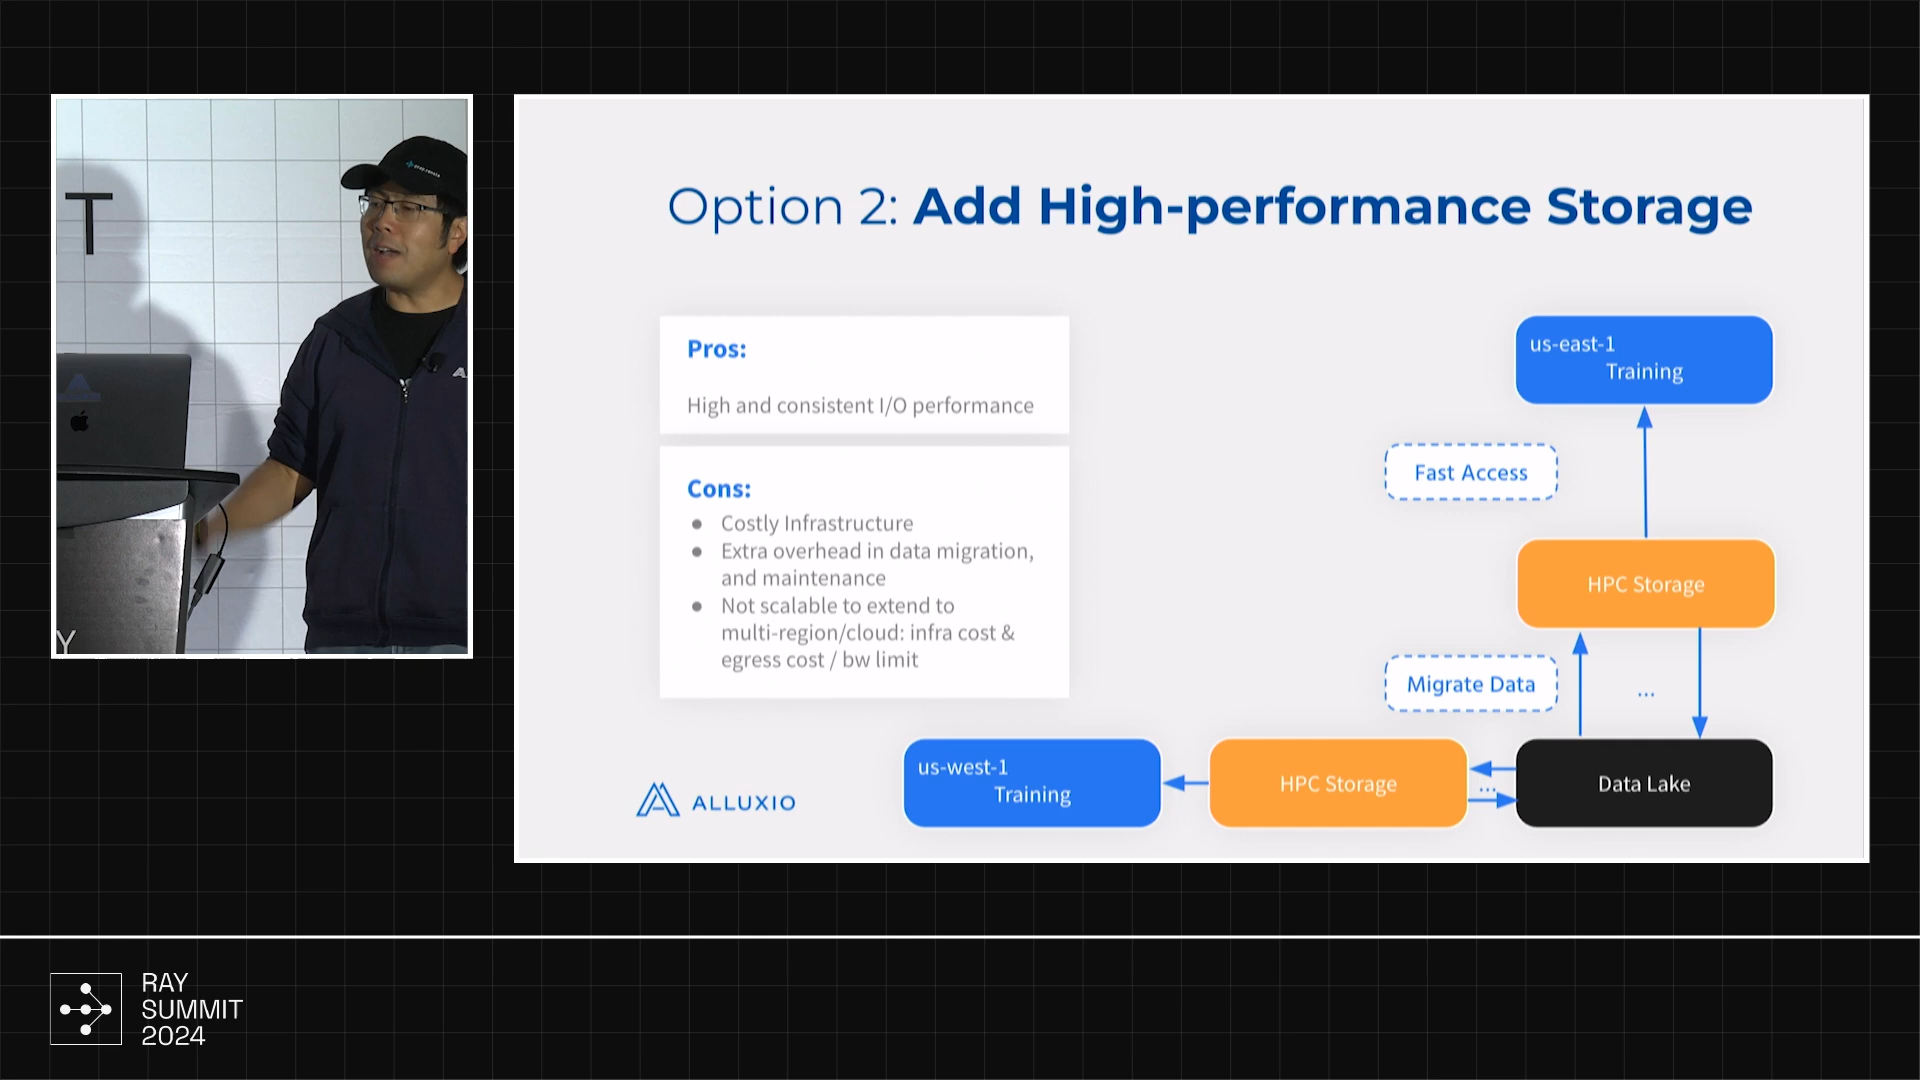 T
Y
Option 2: Add High-performance Storage
Pros:
High and consistent I/O performance
Cons:
● Costly Infrastructure
● Extra overhead in data migration,
and maintenance
● Not scalable to extend to
multi-region/cloud: infra cost &
egress cost / bw limit
us-east-1
Training
Fast Access
HPC Storage
Migrate Data
...
us-west-1
Training
HPC Storage
...
Data Lake
ALLUXIO
RAY
SUMMIT
2024